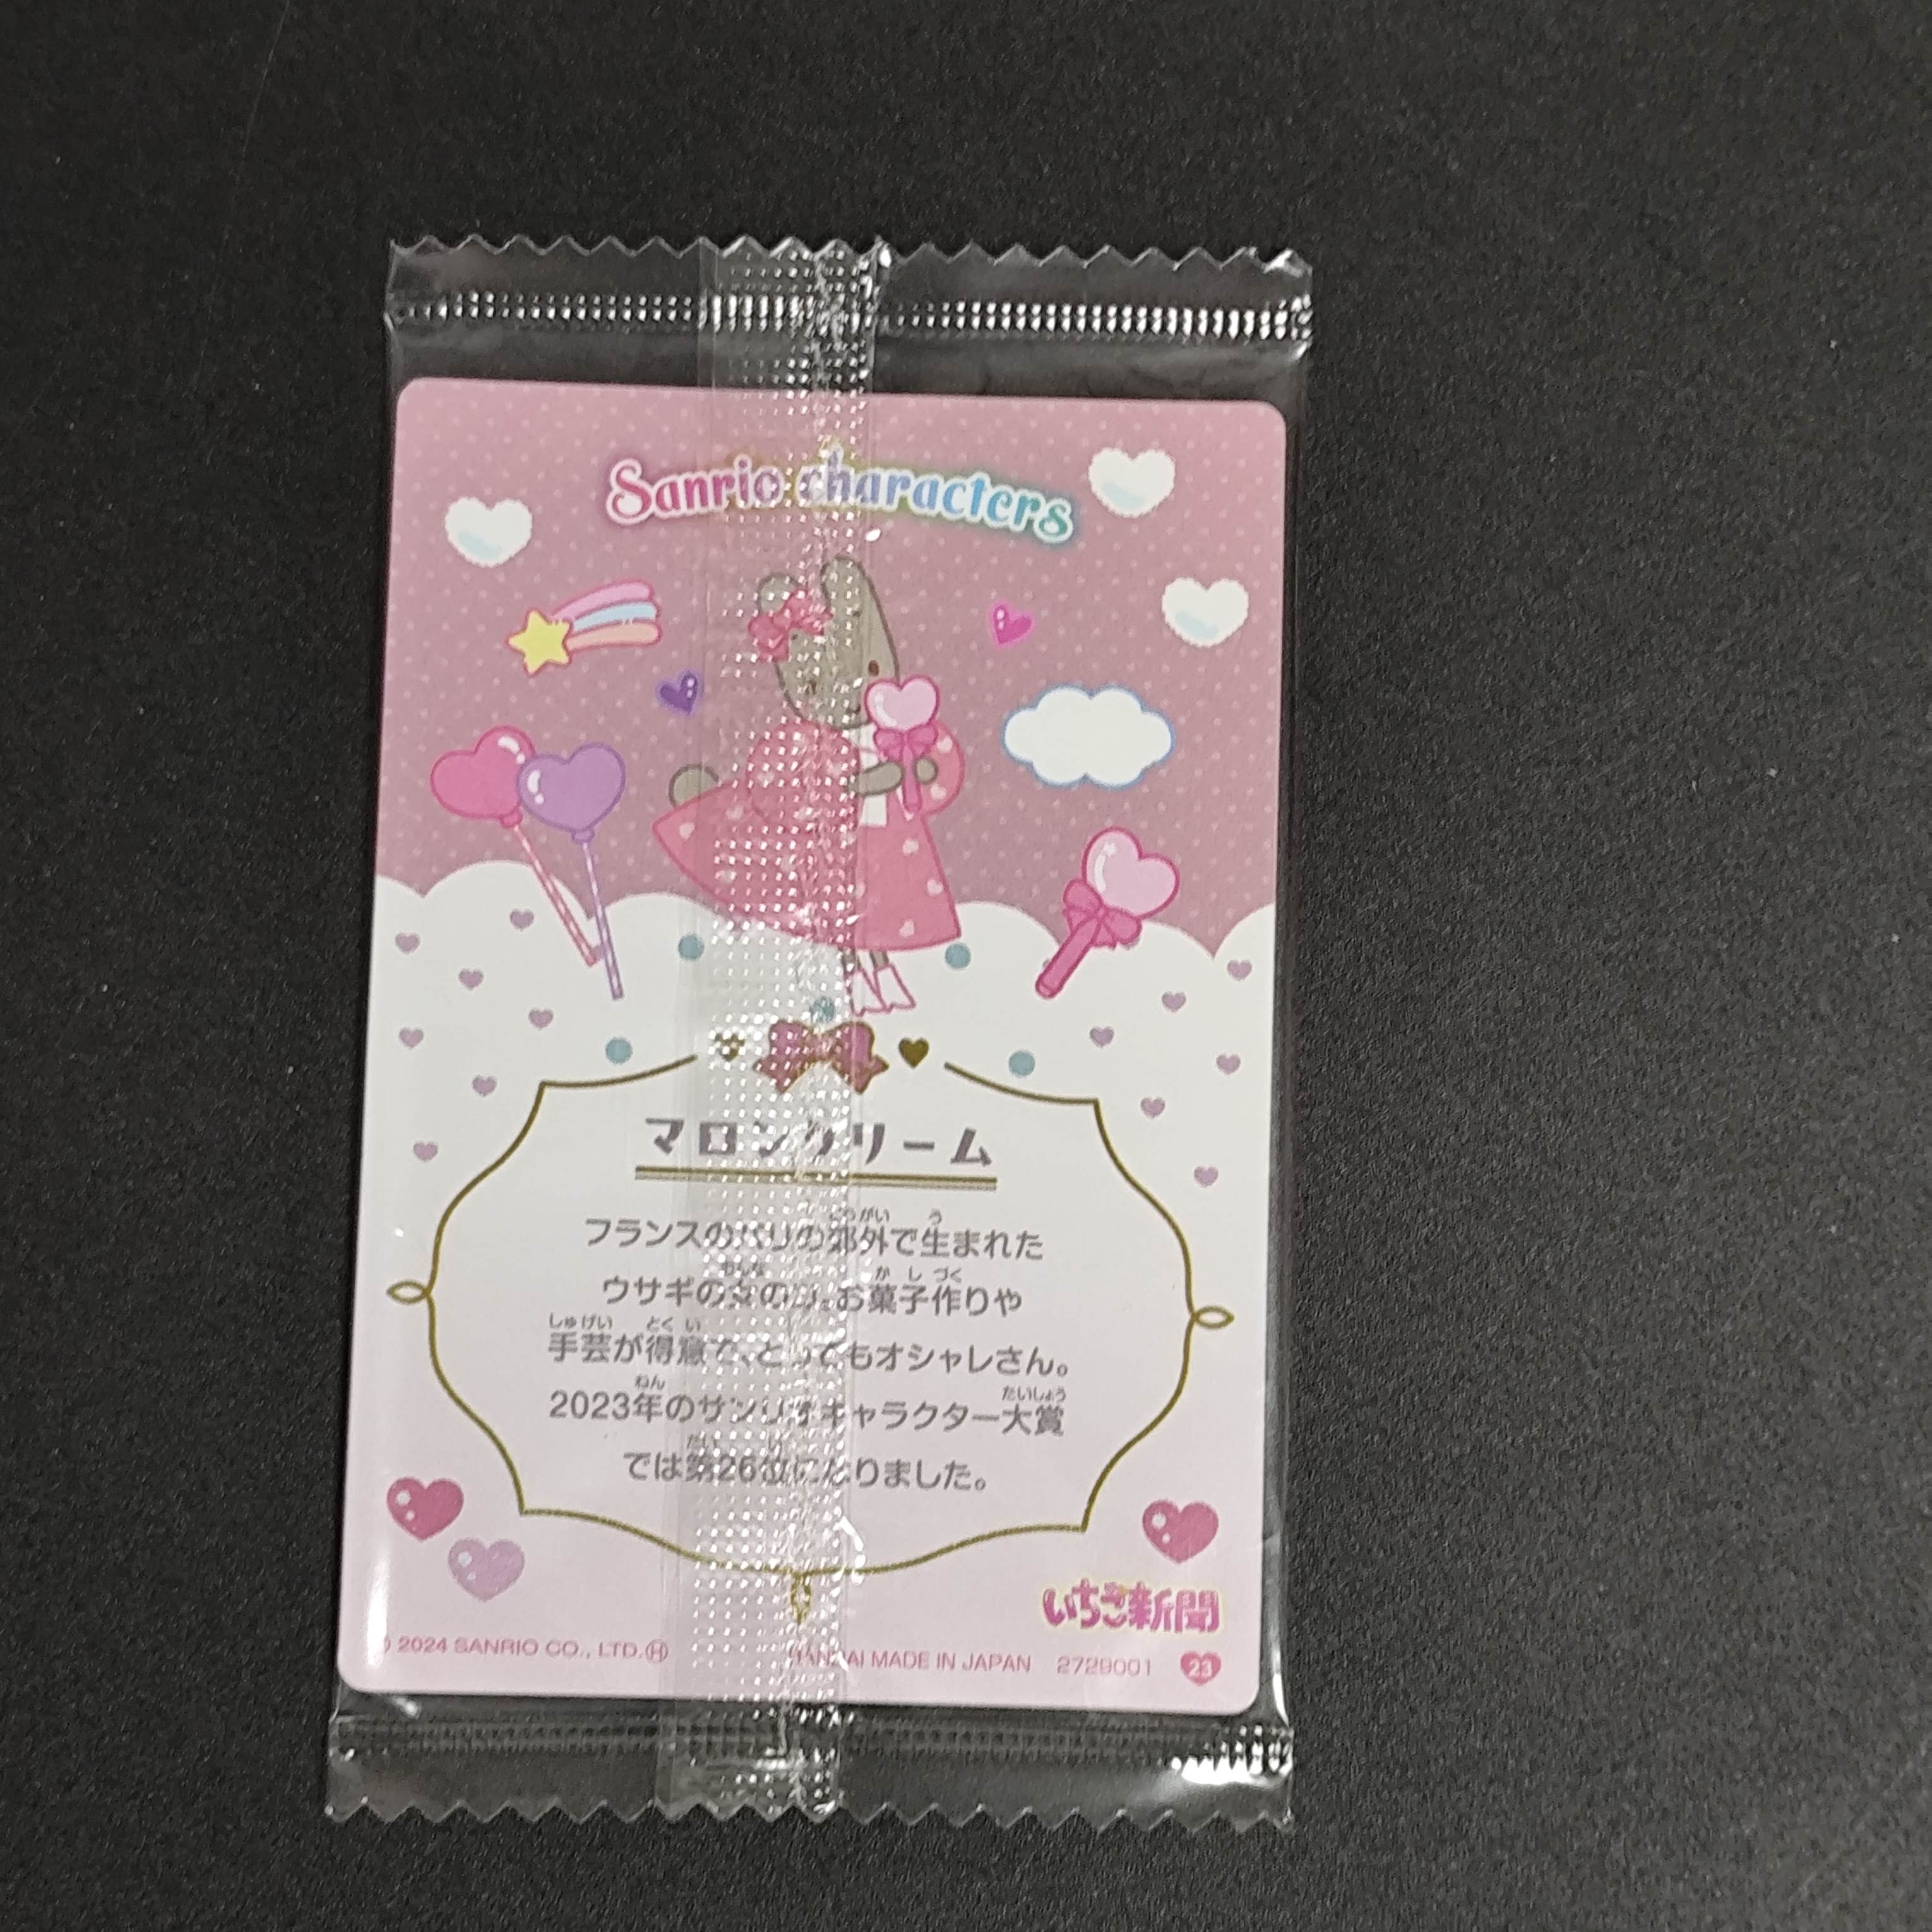 Sanrio characters
マロンクリーム
フランスのパリの郊外で生まれた
ウサギの女の子。お菓子作りや
手芸が得意で、とってもオシャレさん。
2023年のサンリオキャラクター大賞
では第26位になりました。
いちご新聞
© 2024 SANRIO CO., LTD.Ⓗ BANDAI MADE IN JAPAN 2729001 23